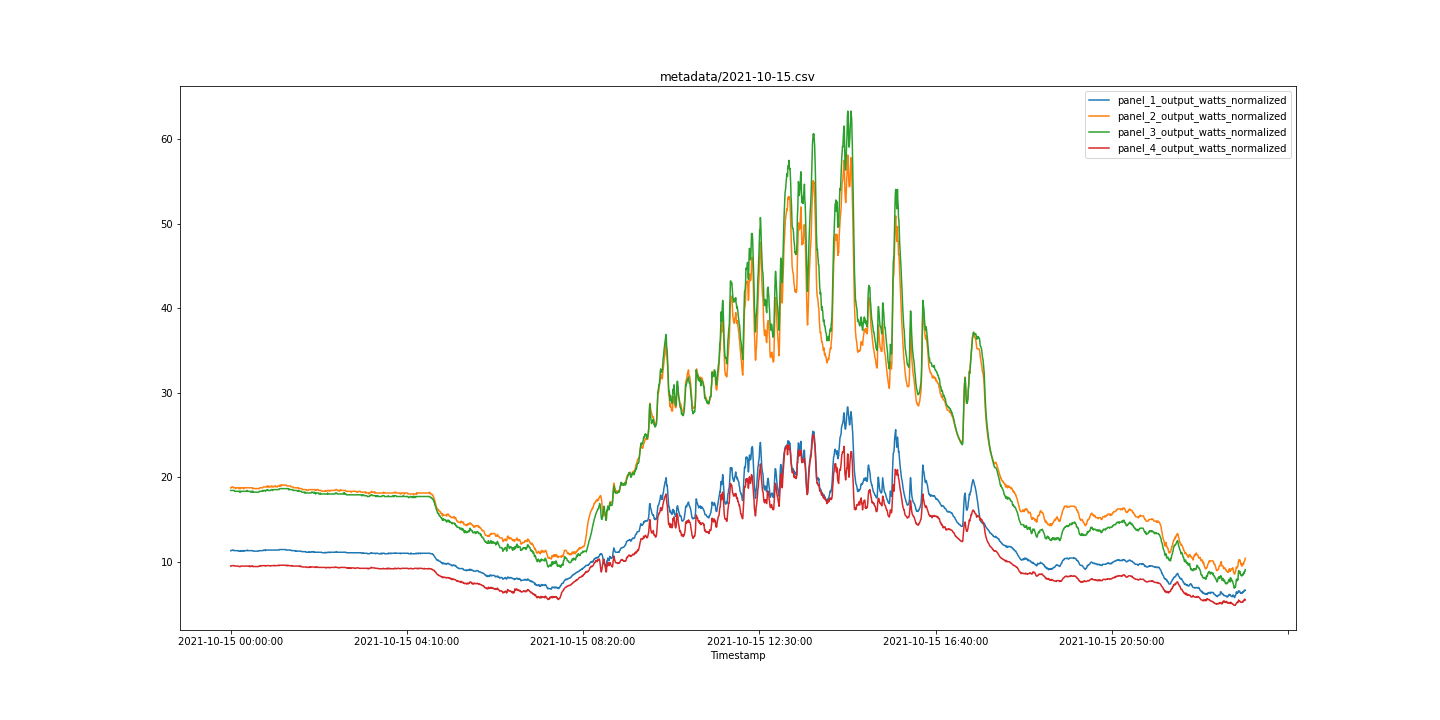 metadata/2021-10-15.csv
panel_1_output_watts_normalized
panel_2_output_watts_normalized
panel_3_output_watts_normalized
panel_4_output_watts_normalized
60
50
40
30
20
10
2021-10-15 00:00:00 2021-10-15 04:10:00 2021-10-15 08:20:00 2021-10-15 12:30:00 2021-10-15 16:40:00 2021-10-15 20:50:00
Timestamp